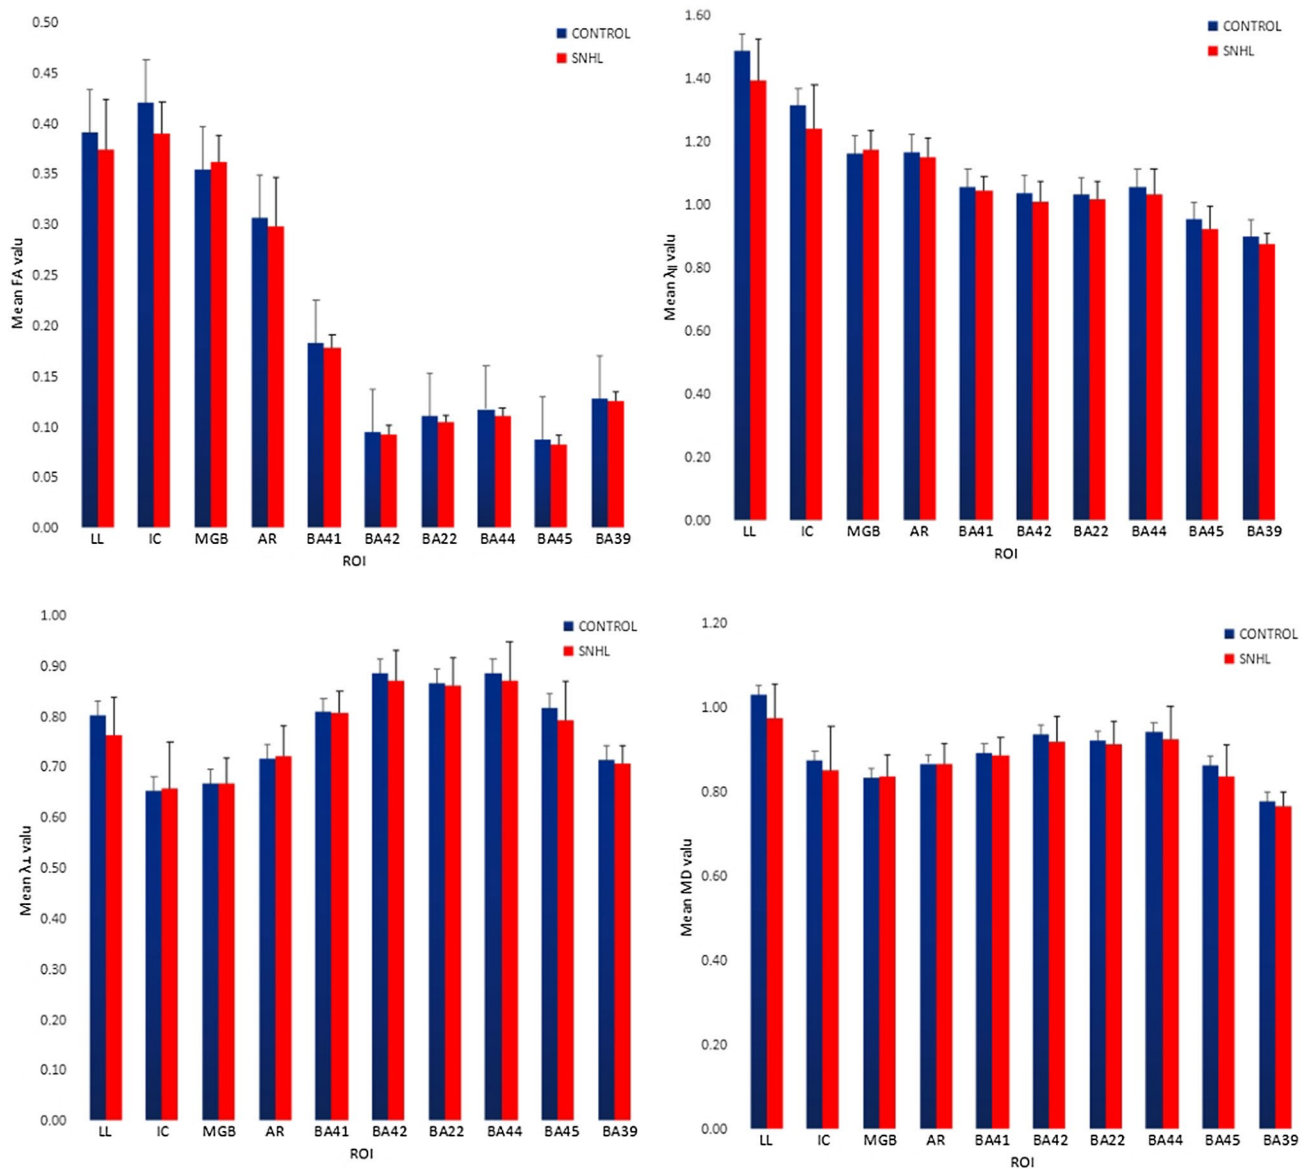 0.50
0.45
0.40
0.35
0.30
0.25
0.20
0.15
0.10
0.05
0.00
Mean FA valu
CONTROL
SNHL
LL IC MGB AR BA41 BA42 BA22 BA44 BA45 BA39
ROI
1.60
1.40
1.20
1.00
0.80
0.60
0.40
0.20
0.00
Mean λ|| valu
CONTROL
SNHL
LL IC MGB AR BA41 BA42 BA22 BA44 BA45 BA39
ROI
1.00
0.90
0.80
0.70
0.60
0.50
0.40
0.30
0.20
0.10
0.00
Mean λ⊥ valu
CONTROL
SNHL
LL IC MGB AR BA41 BA42 BA22 BA44 BA45 BA39
ROI
1.20
1.00
0.80
0.60
0.40
0.20
0.00
Mean MD valu
CONTROL
SNHL
LL IC MGB AR BA41 BA42 BA22 BA44 BA45 BA39
ROI